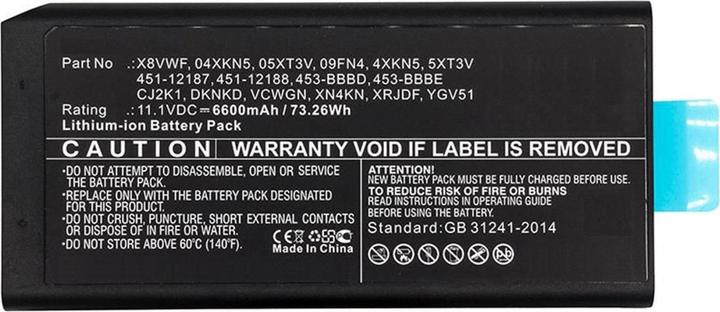 Part No :X8VWF, 04XKN5, 05XT3V, 09FN4, 4XKN5, 5XT3V
451-12187,451-12188,453-BBBD,453-BBBE
CJ2K1, DKNKD, VCWGN, XN4KN, XRJDF, YGV51
Rating :11.1VDC⎓6600mAh / 73.26Wh
Lithium-ion Battery Pack
CAUTION WARRANTY VOID IF LABEL IS REMOVED
•DO NOT ATTEMPT TO DISASSEMBLE, OPEN OR SERVICE
THE BATTERY PACK.
•REPLACE ONLY WITH THE BATTERY PACK DESIGNATED
FOR THIS PRODUCT.
•DO NOT CRUSH, PUNCTURE, SHORT EXTERNAL CONTACTS
OR DISPOSE OF IN FIRE OR WATER.
•DO NOT STORE ABOVE 60°C (140°F).
CE
Made In China
ATTENTION!
NEW BATTERY PACK MUST BE FULLY CHARGED
TO REDUCE RISK OF FIRE OR BURNS
READ INSTRUCTIONS IN OPERATING GUIDE
BEFORE USING BATTERY.
Standard:GB 31241-2014